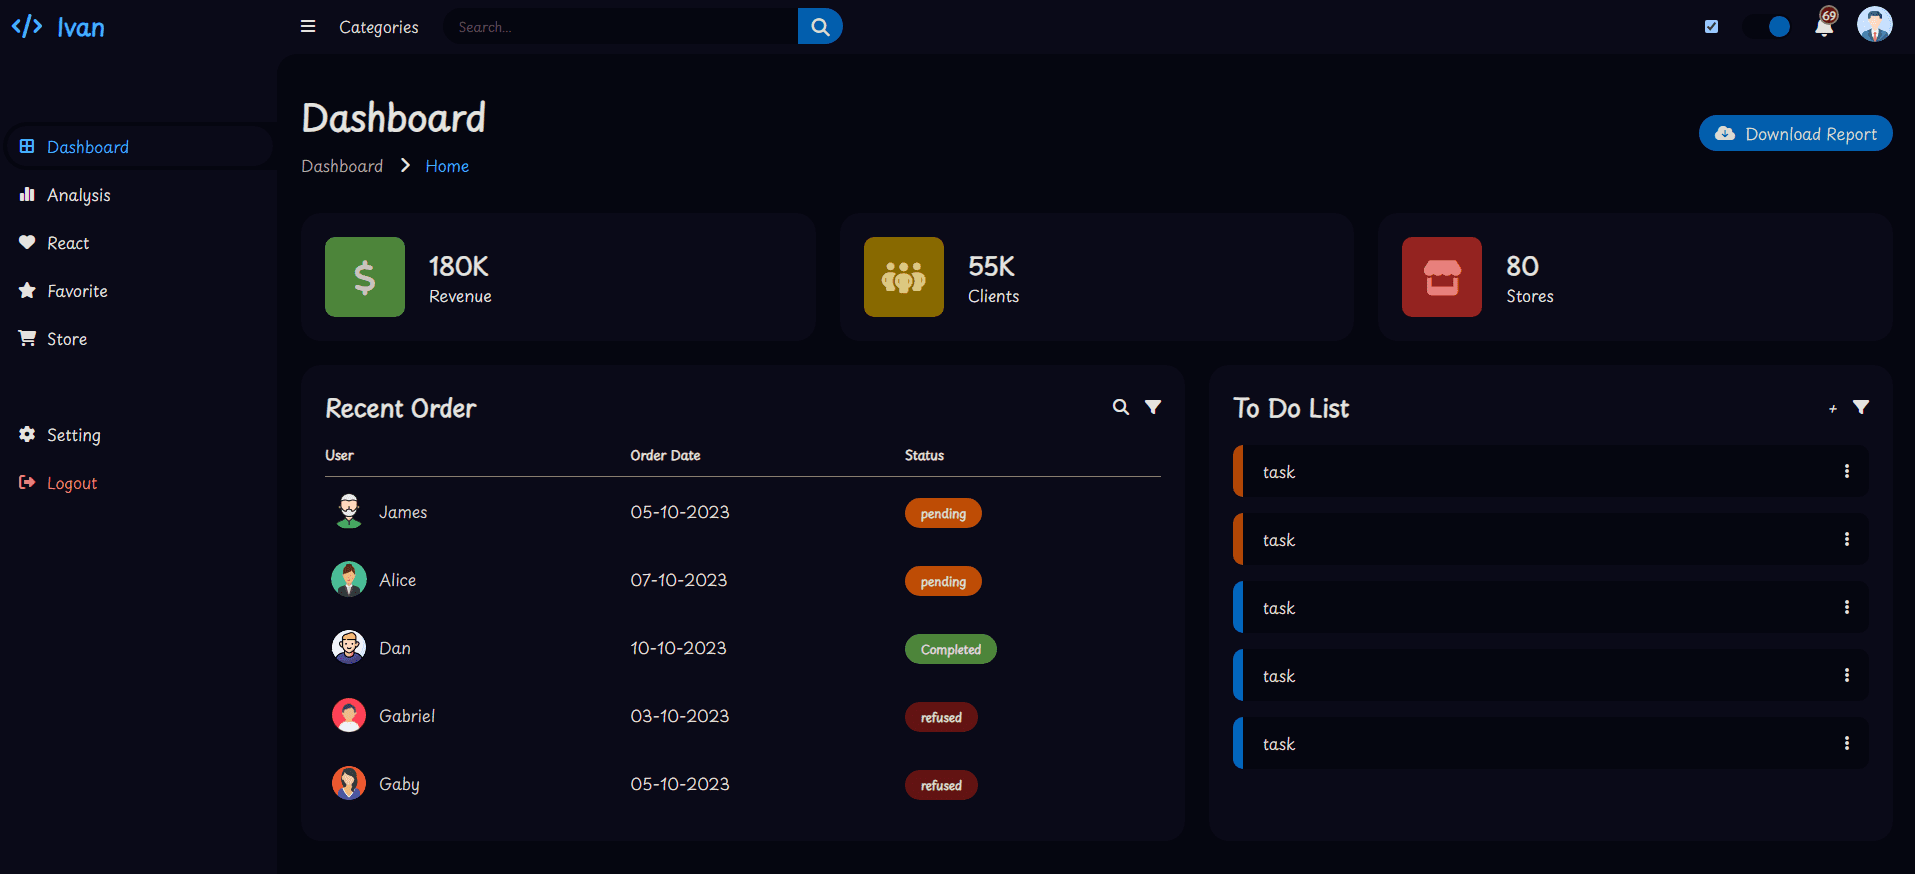 </> Ivan
Categories
Search...
69
Dashboard
Analysis
React
Favorite
Store
Setting
Logout
Dashboard
Dashboard Home
Download Report
180K
Revenue
55K
Clients
80
Stores
Recent Order
User Order Date Status
James 05-10-2023 pending
Alice 07-10-2023 pending
Dan 10-10-2023 Completed
Gabriel 03-10-2023 refused
Gaby 05-10-2023 refused
To Do List
+
task
task
task
task
task